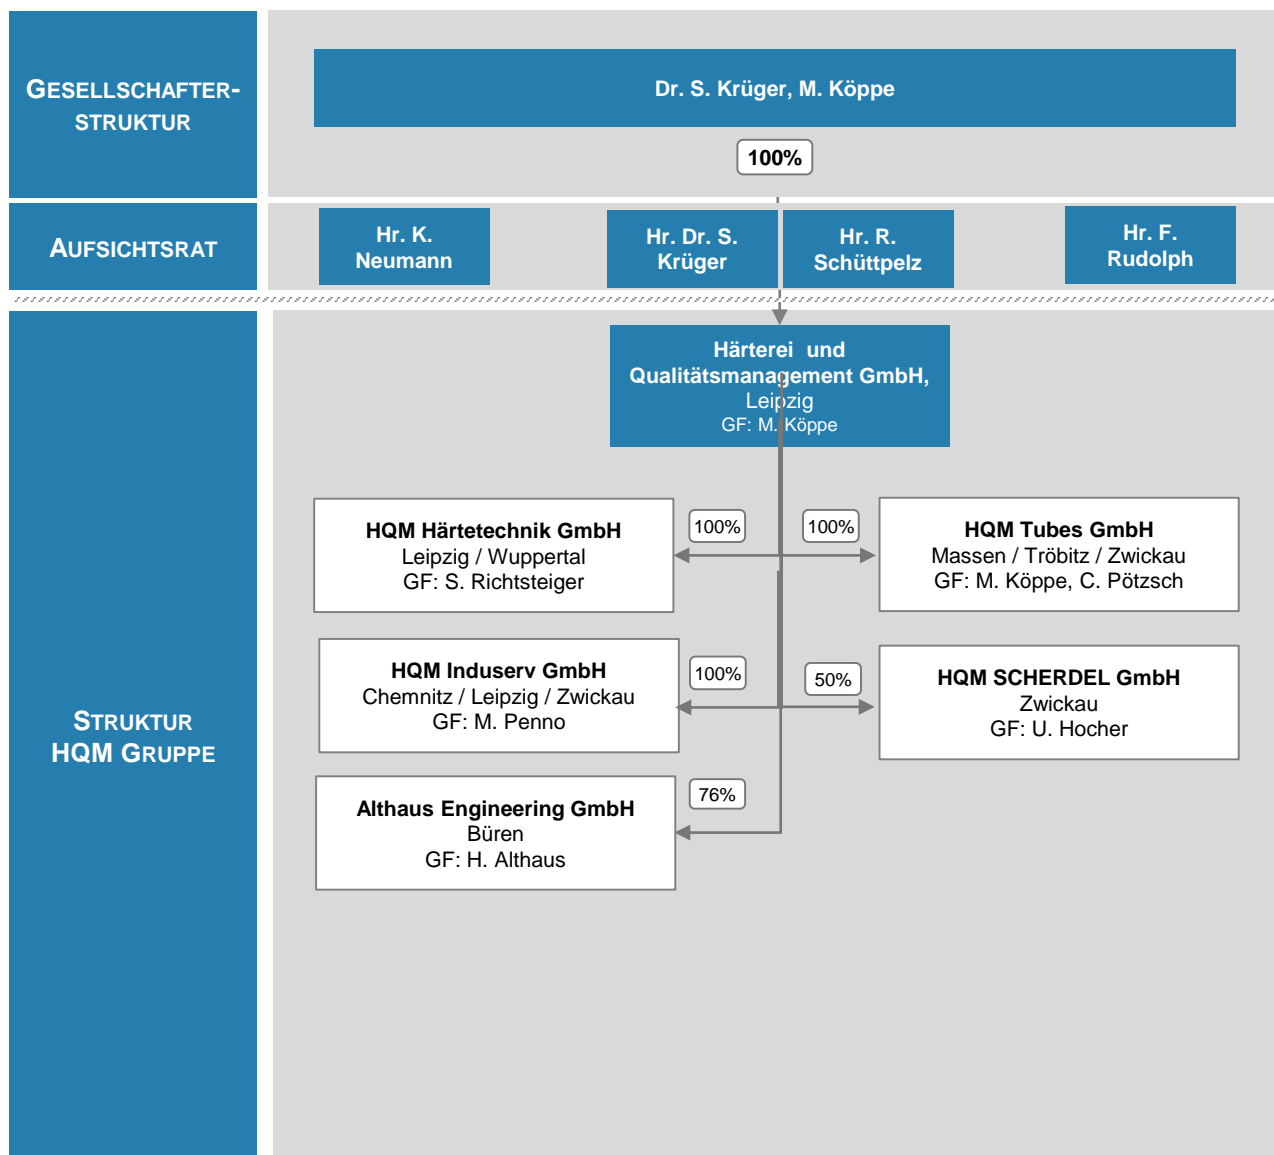 GESELLSCHAFTER-
STRUKTUR
Dr. S. Krüger, M. Köppe
100%
AUFSICHTSRAT
Hr. K.
Neumann
Hr. Dr. S.
Krüger
Hr. R.
Schüttpelz
Hr. F.
Rudolph
STRUKTUR
HQM GRUPPE
Härterei und
Qualitätsmanagement GmbH,
Leipzig
GF: M. Köppe
HQM Härtetechnik GmbH
Leipzig / Wuppertal
GF: S. Richtsteiger
100%
100%
HQM Tubes GmbH
Massen / Tröbitz / Zwickau
GF: M. Köppe, C. Pötzsch
HQM Induserv GmbH
Chemnitz / Leipzig / Zwickau
GF: M. Penno
100%
50%
HQM SCHERDEL GmbH
Zwickau
GF: U. Hocher
Althaus Engineering GmbH
Büren
GF: H. Althaus
76%